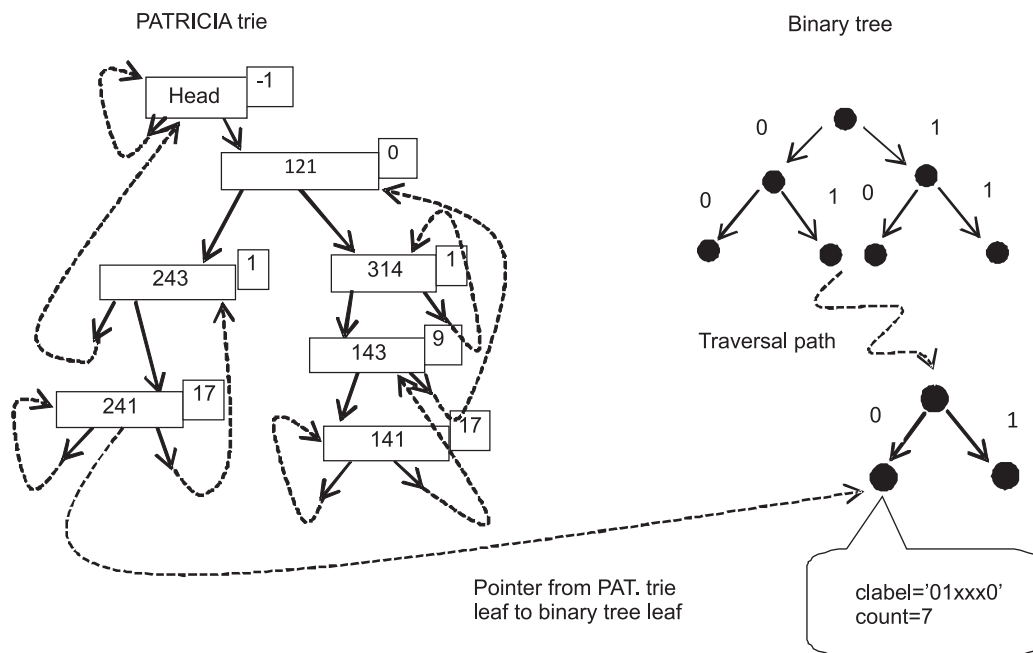 PATRICIA trie
Binary tree
Head
-1
121
0
243
1
314
1
143
9
241
17
141
17
0
1
0
1
0
1
Traversal path
0
1
Pointer from PAT. trie
leaf to binary tree leaf
clabel='01xxx0'
count=7